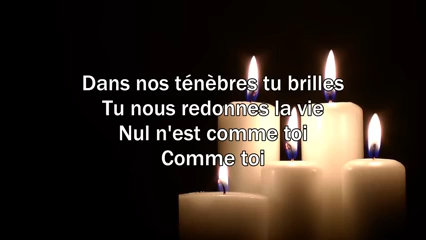 Dans nos ténèbres tu brilles
Tu nous redonnes la vie
Nul n'est comme toi
Comme toi